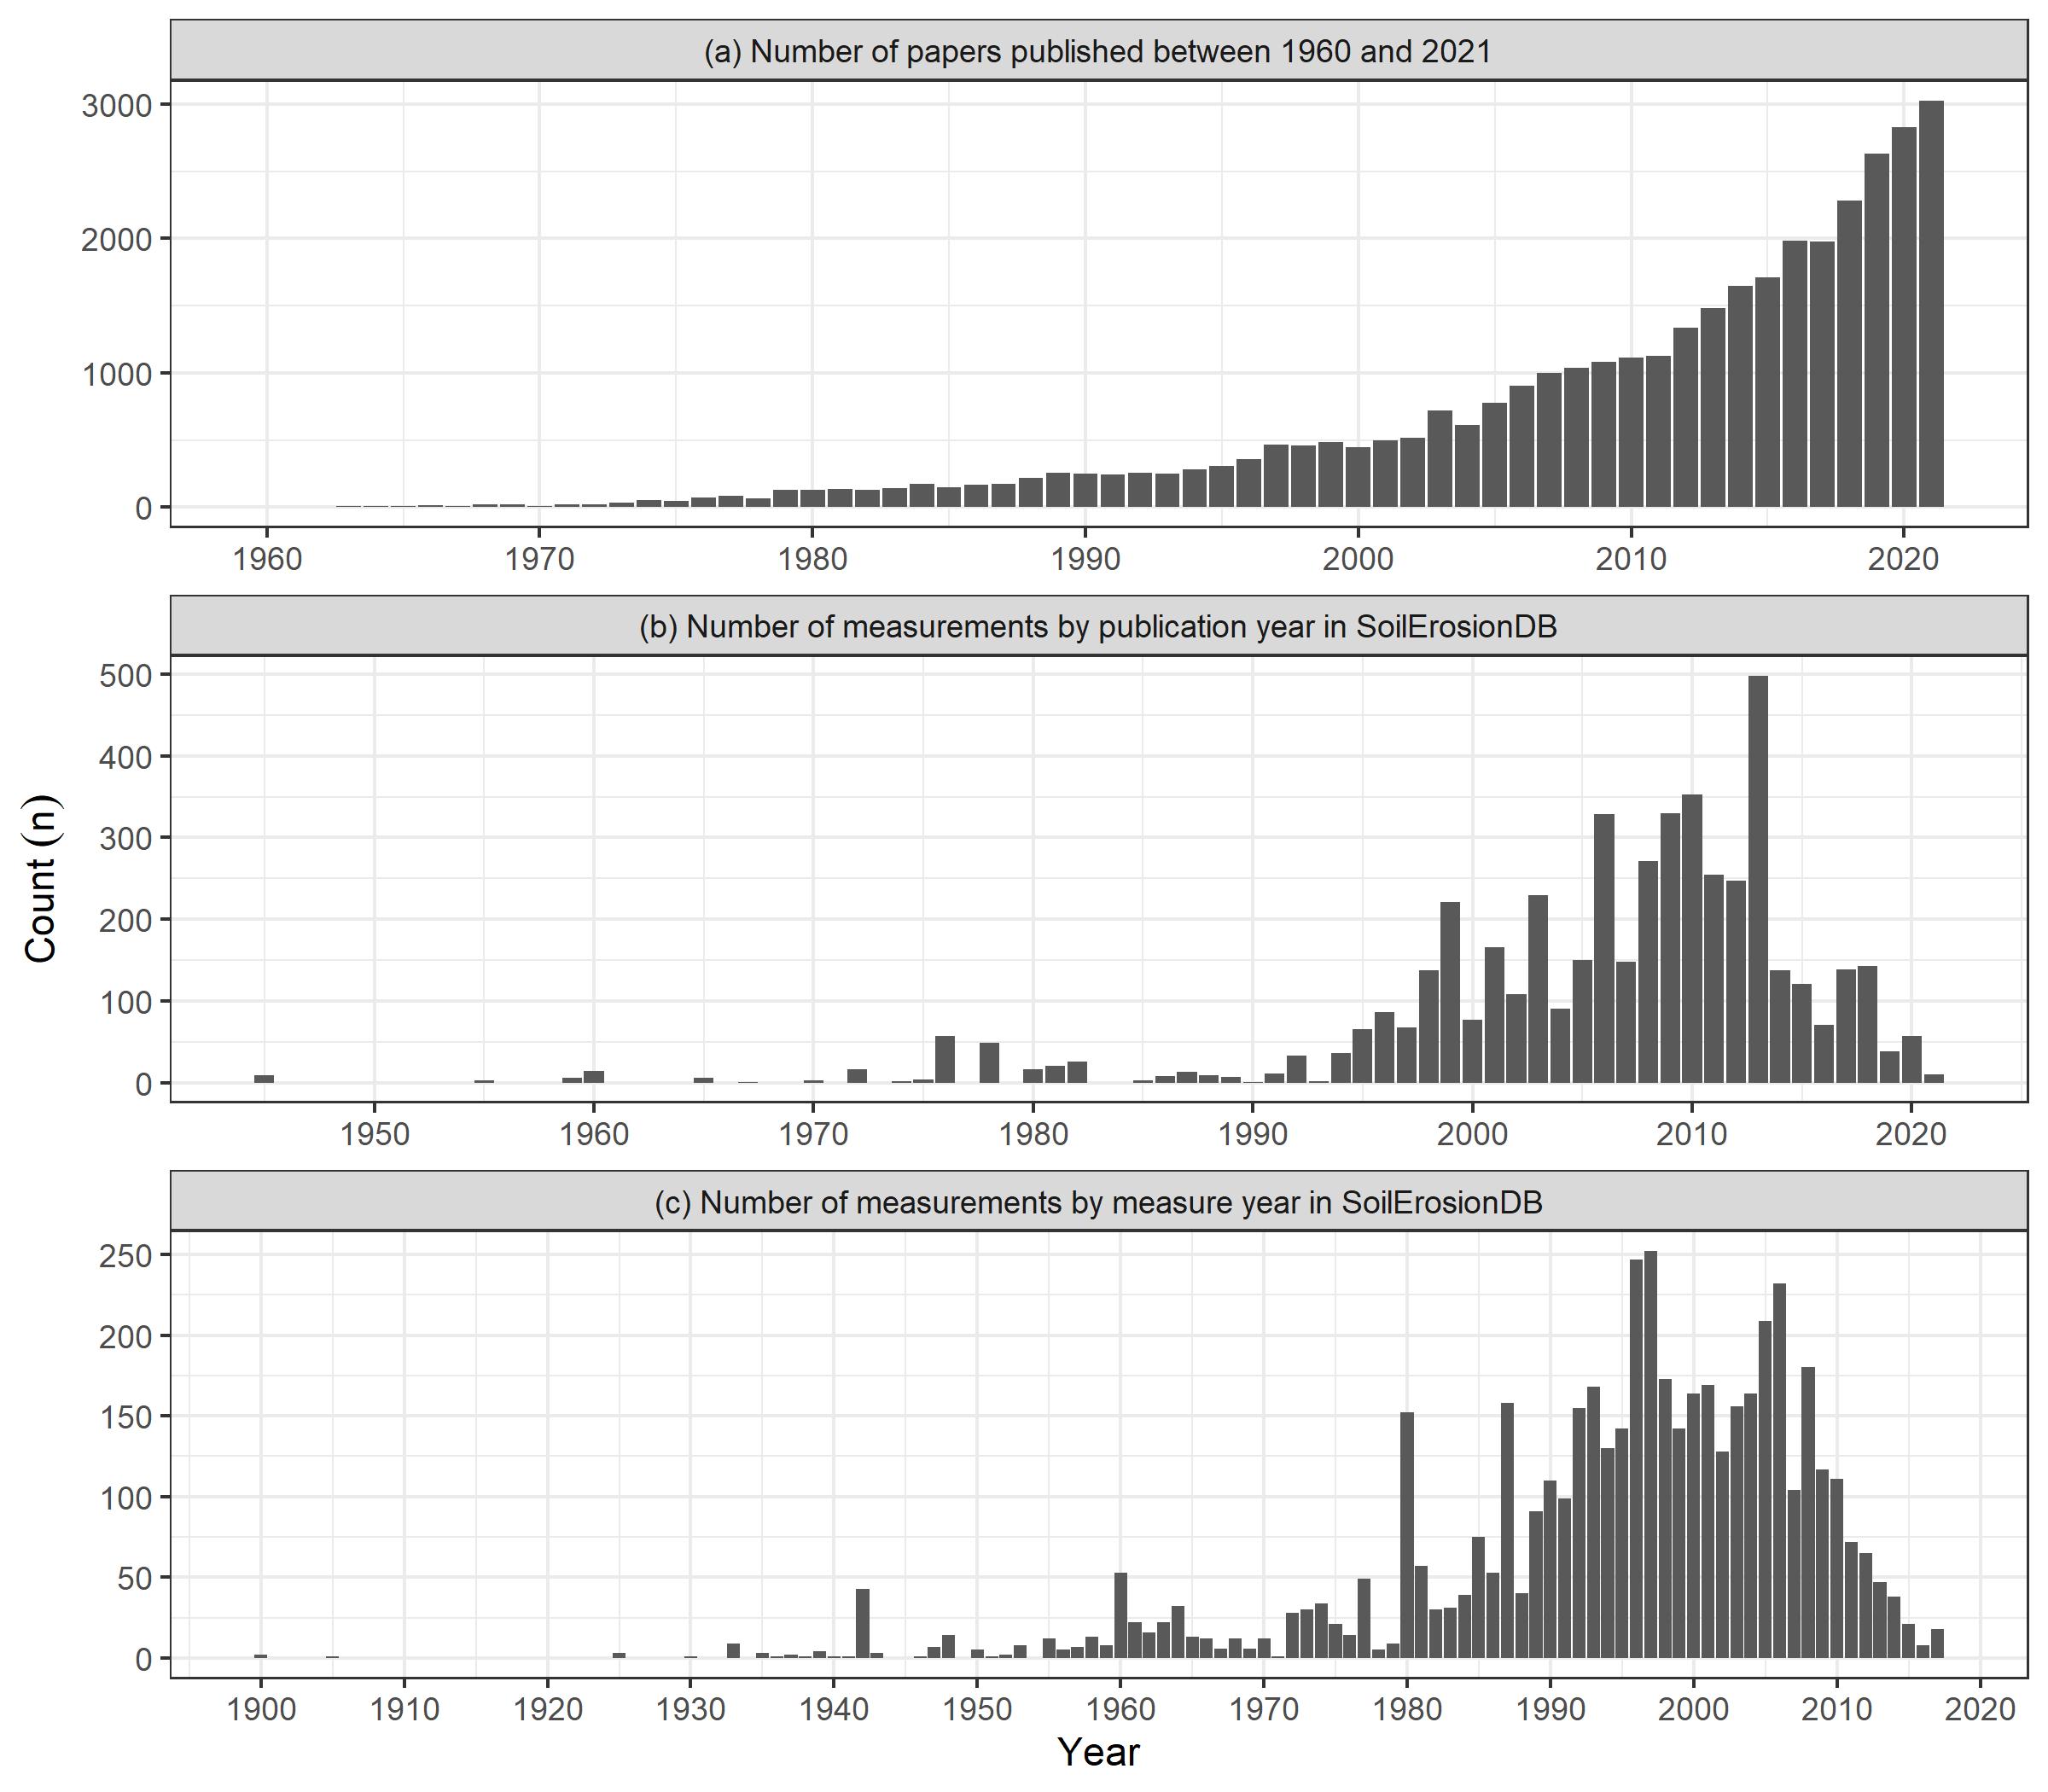 (a) Number of papers published between 1960 and 2021
3000
2000
1000
0
1960 1970 1980 1990 2000 2010 2020
(b) Number of measurements by publication year in SoilErosionDB
500
400
300
200
100
0
1950 1960 1970 1980 1990 2000 2010 2020
Count (n)
(c) Number of measurements by measure year in SoilErosionDB
250
200
150
100
50
0
1900 1910 1920 1930 1940 1950 1960 1970 1980 1990 2000 2010 2020
Year